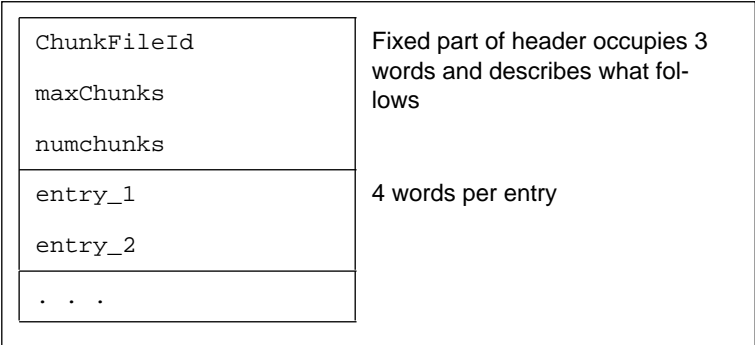 ChunkFileId
maxChunks
numchunks
Fixed part of header occupies 3
words and describes what fol-
lows
entry_1
entry_2
4 words per entry
. . .